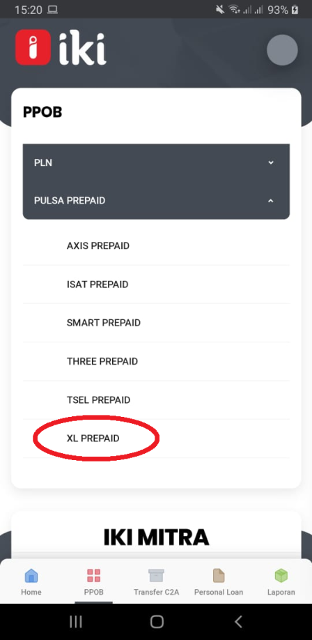 15:20
93%
iki
PPOB
PLN
PULSA PREPAID
AXIS PREPAID
ISAT PREPAID
SMART PREPAID
THREE PREPAID
TSEL PREPAID
XL PREPAID
IKI MITRA
Home
PPOB
Transfer C2A
Personal Loan
Laporan